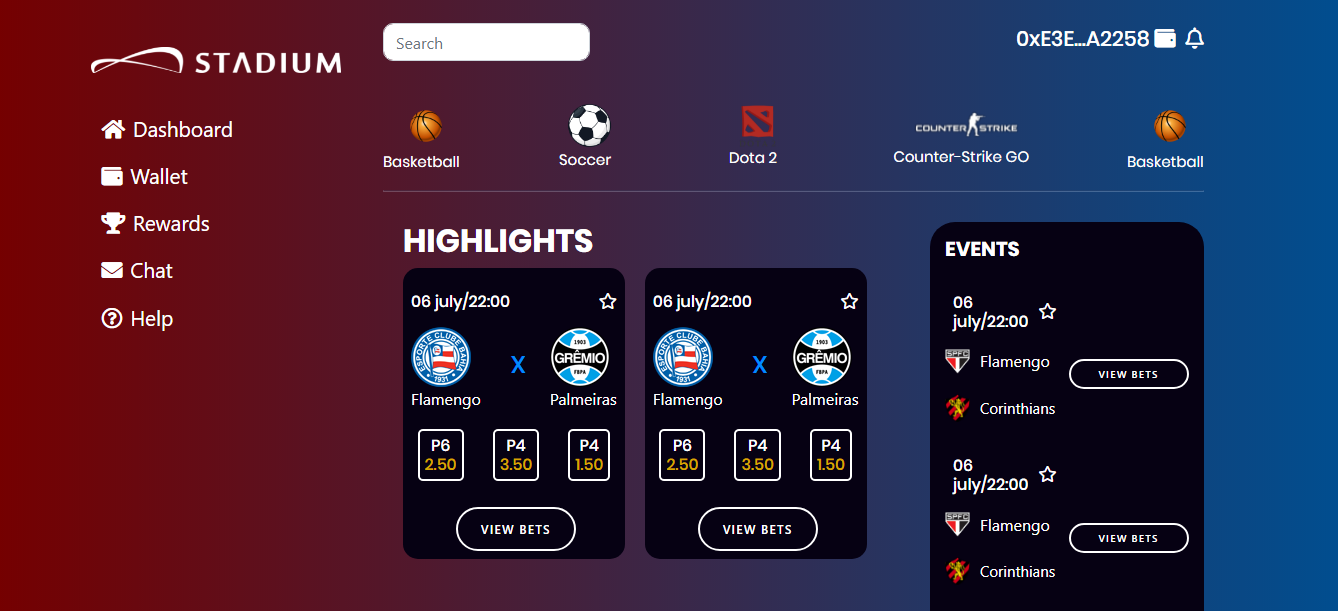 STADIUM
Search
0xE3E...A2258
Dashboard
Wallet
Rewards
Chat
Help
Basketball
Soccer
Dota 2
COUNTER STRIKE
Counter-Strike GO
Basketball
HIGHLIGHTS
06 july/22:00
ESPORTE CLUBE BAHIA
1931
X
1903
GRÊMIO
FBPA
Flamengo
Palmeiras
P6
2.50
P4
3.50
P4
1.50
VIEW BETS
06 july/22:00
ESPORTE CLUBE BAHIA
1931
X
1903
GRÊMIO
FBPA
Flamengo
Palmeiras
P6
2.50
P4
3.50
P4
1.50
VIEW BETS
EVENTS
06
july/22:00
SPFC
Flamengo
Corinthians
VIEW BETS
06
july/22:00
SPFC
Flamengo
Corinthians
VIEW BETS